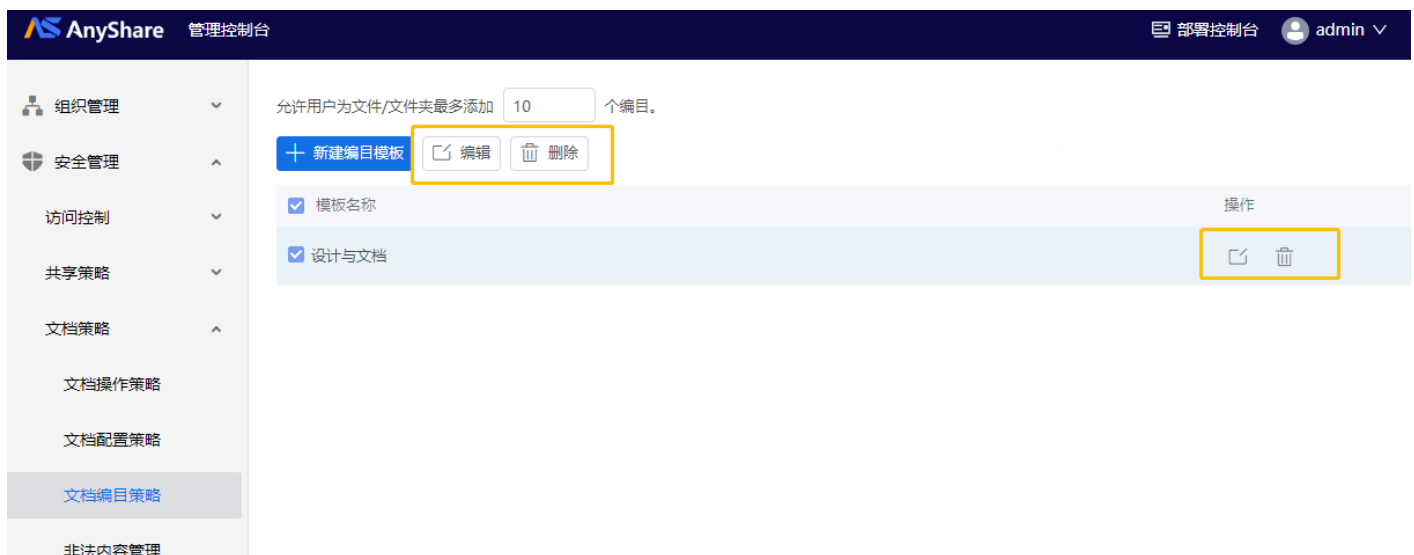 AnyShare 管理控制台 部署控制台 admin
组织管理
安全管理
访问控制
共享策略
文档策略
文档操作策略
文档配置策略
文档编目策略
非法内容管理
允许用户为文件/文件夹最多添加 10 个编目。
新建编目模板 编辑 删除
模板名称 操作
设计与文档